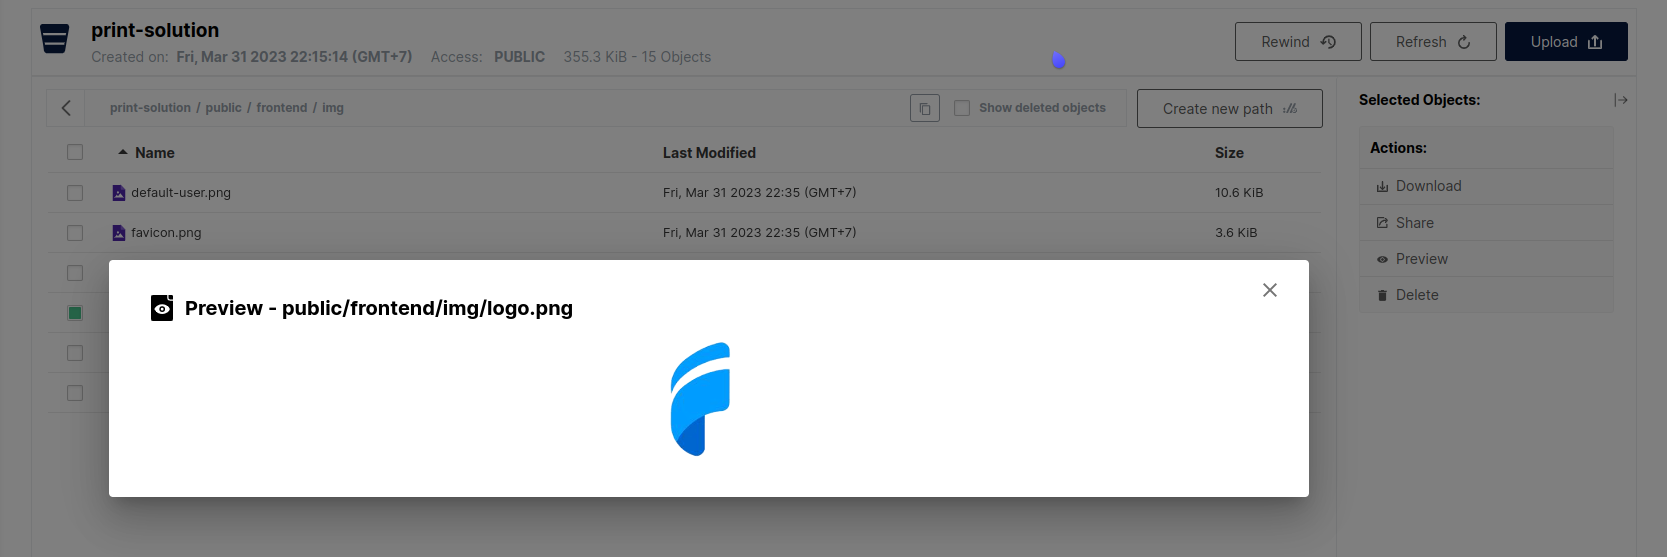 print-solution
Created on: Fri, Mar 31 2023 22:15:14 (GMT+7) Access: PUBLIC 355.3 KiB - 15 Objects
Rewind Refresh Upload
print-solution / public / frontend / img
Show deleted objects
Create new path
Name Last Modified Size
default-user.png Fri, Mar 31 2023 22:35 (GMT+7) 10.6 KiB
favicon.png Fri, Mar 31 2023 22:35 (GMT+7) 3.6 KiB
Selected Objects:
Actions:
Download
Share
Preview
Delete
Preview - public/frontend/img/logo.png